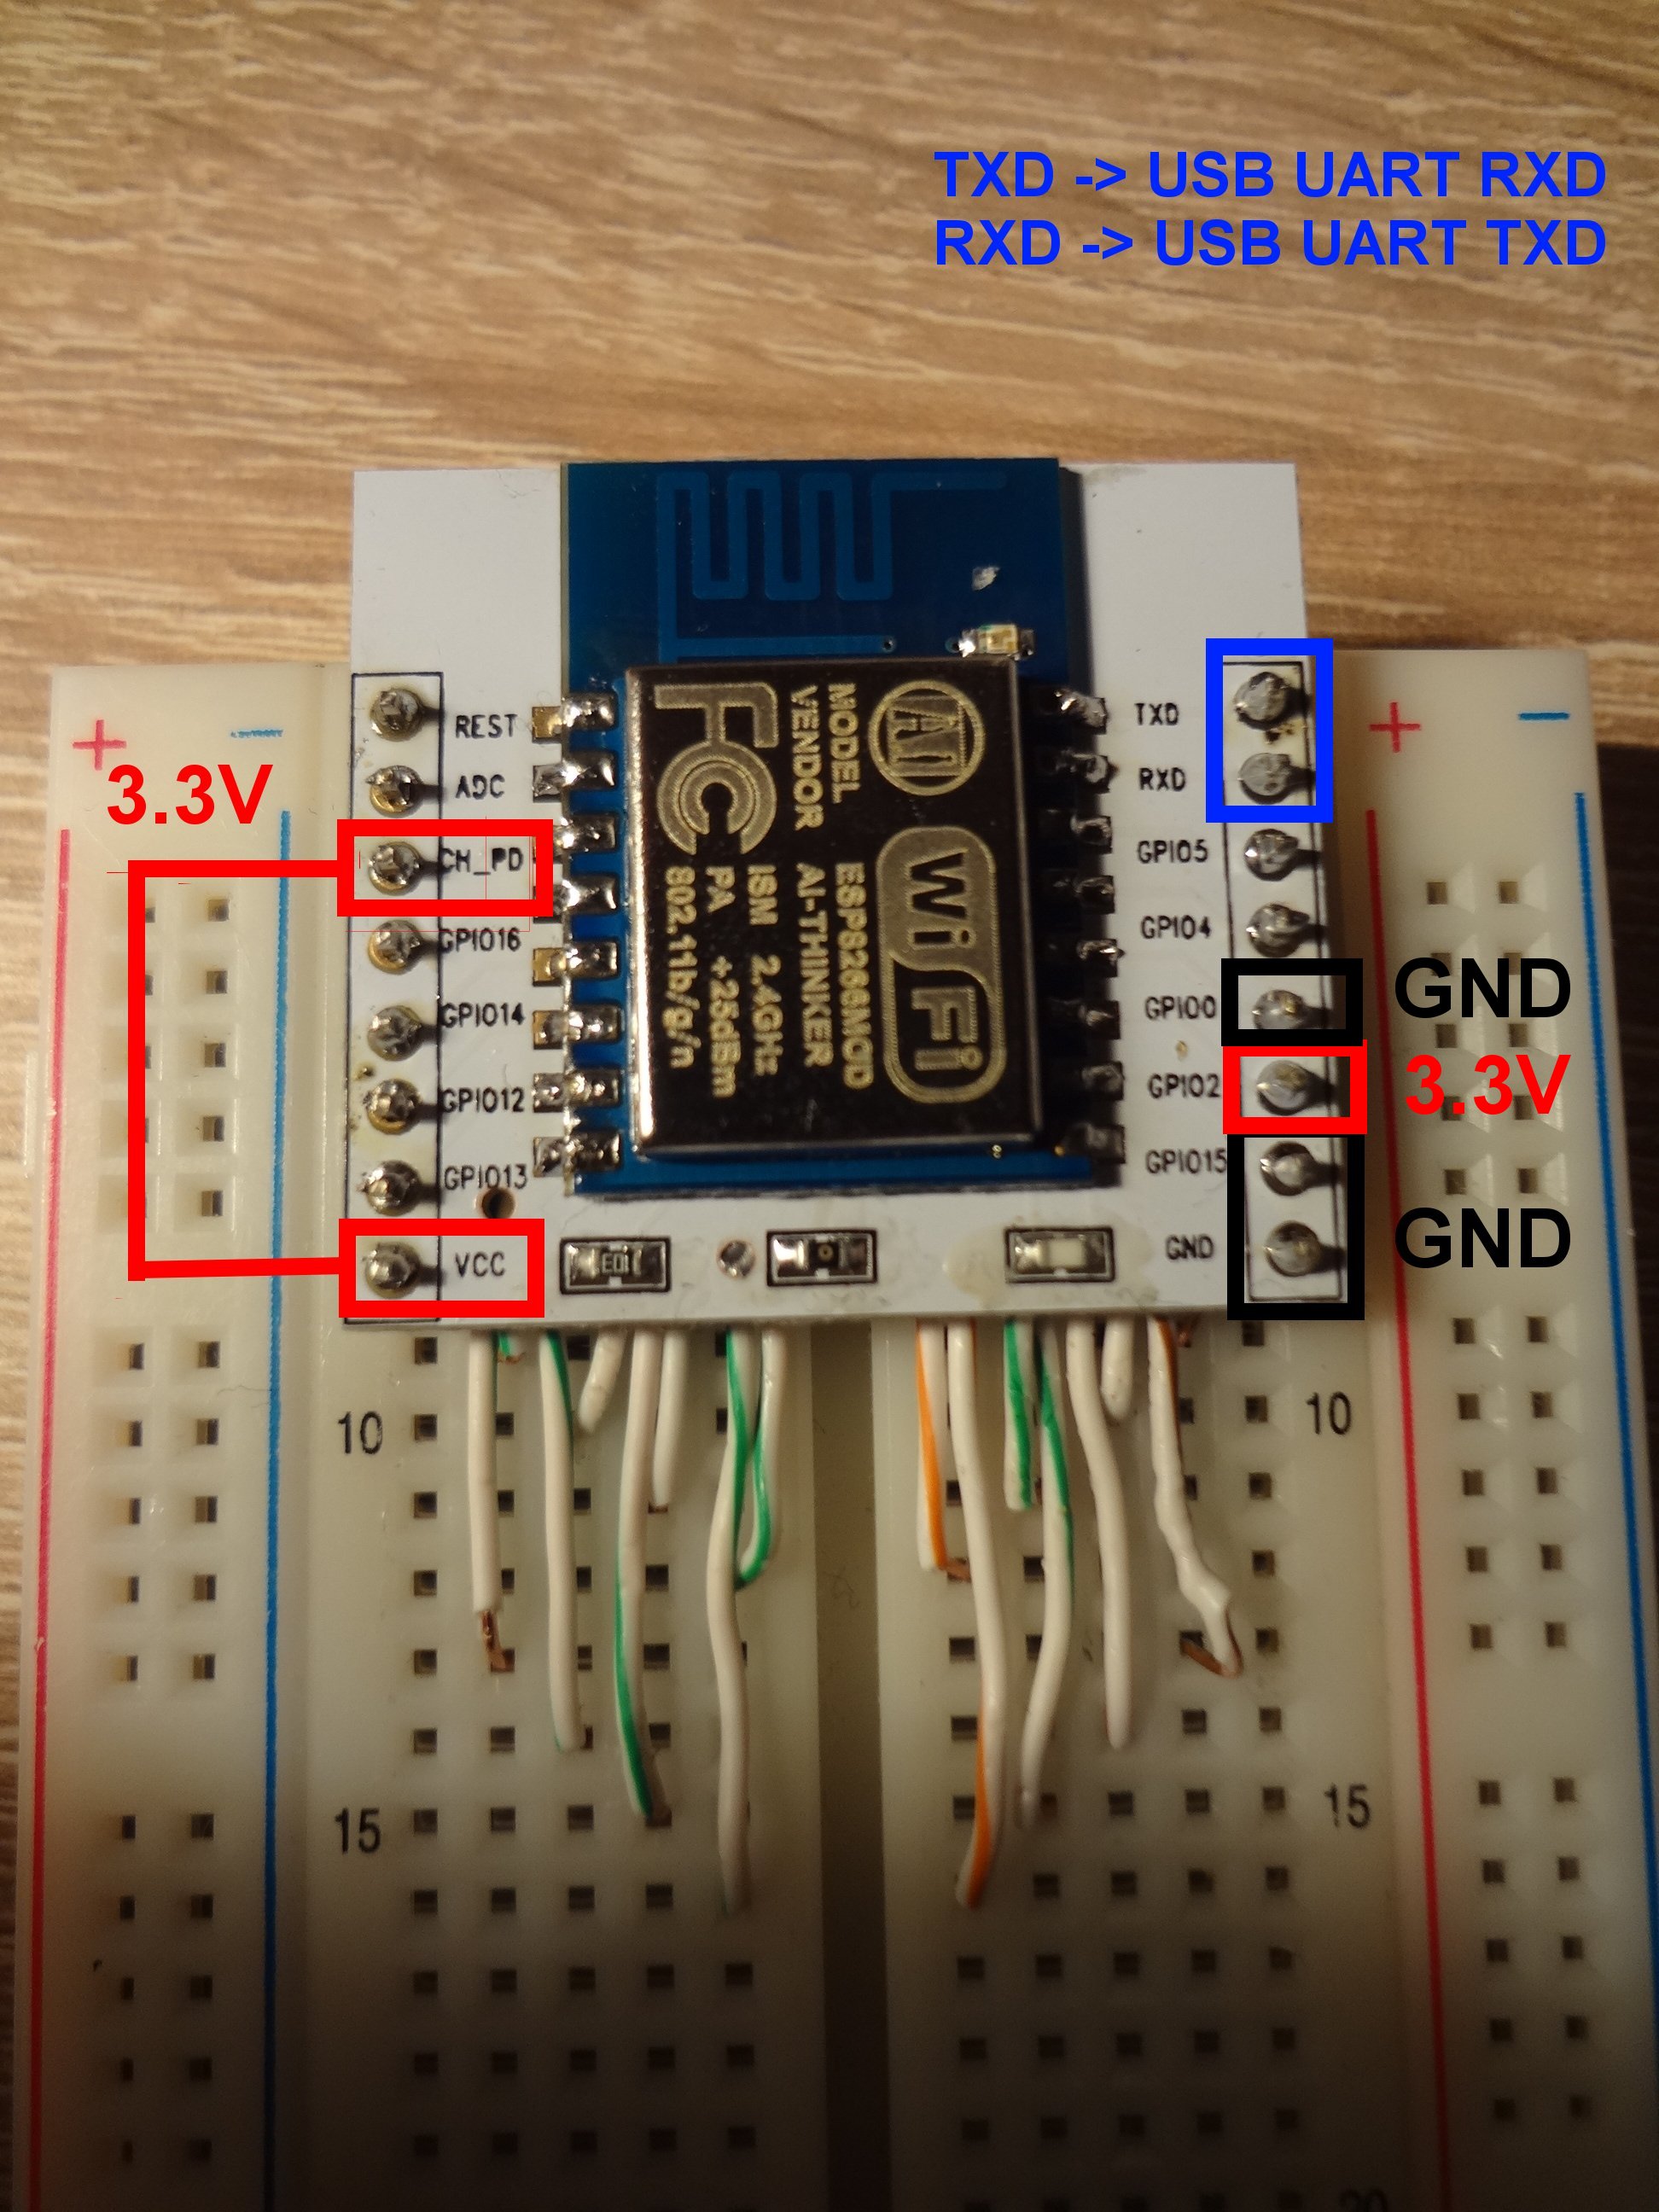 TXD -> USB UART RXD
RXD -> USB UART TXD
+
-
+
-
3.3V
REST
ADC
CH_PD
GPIO16
GPIO14
GPIO12
GPIO13
VCC
FC
MODEL ESP8266MOD
VENDOR AI-THINKER
ISM 2.4GHz
PA +25dBm
802.11b/g/n
AI
WiFi
TXD
RXD
GPIO5
GPIO4
GPIO0
GPIO2
GPIO15
GND
GND
3.3V
GND
10
10
15
15